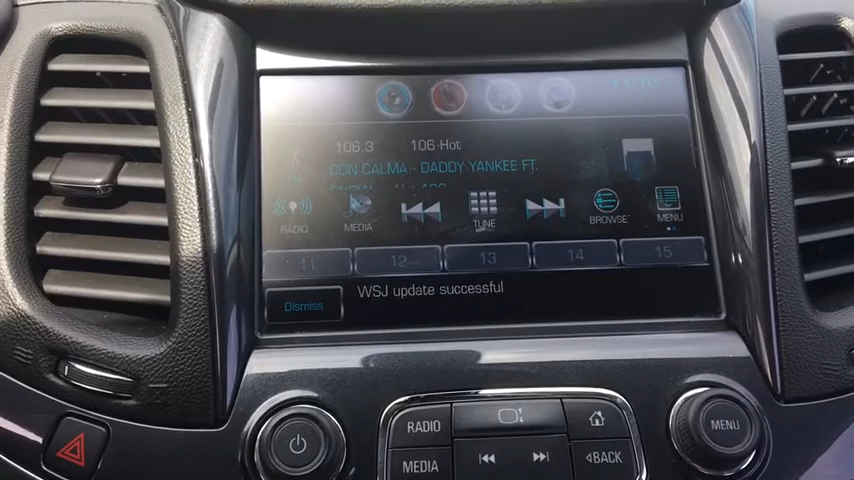 106.3 106-Hot
CON CALMA - DADDY YANKEE FT.
RADIO MEDIA TUNE BROWSE MENU
11 12 13 14 15
Dismiss WSJ update successful
RADIO MENU
MEDIA BACK